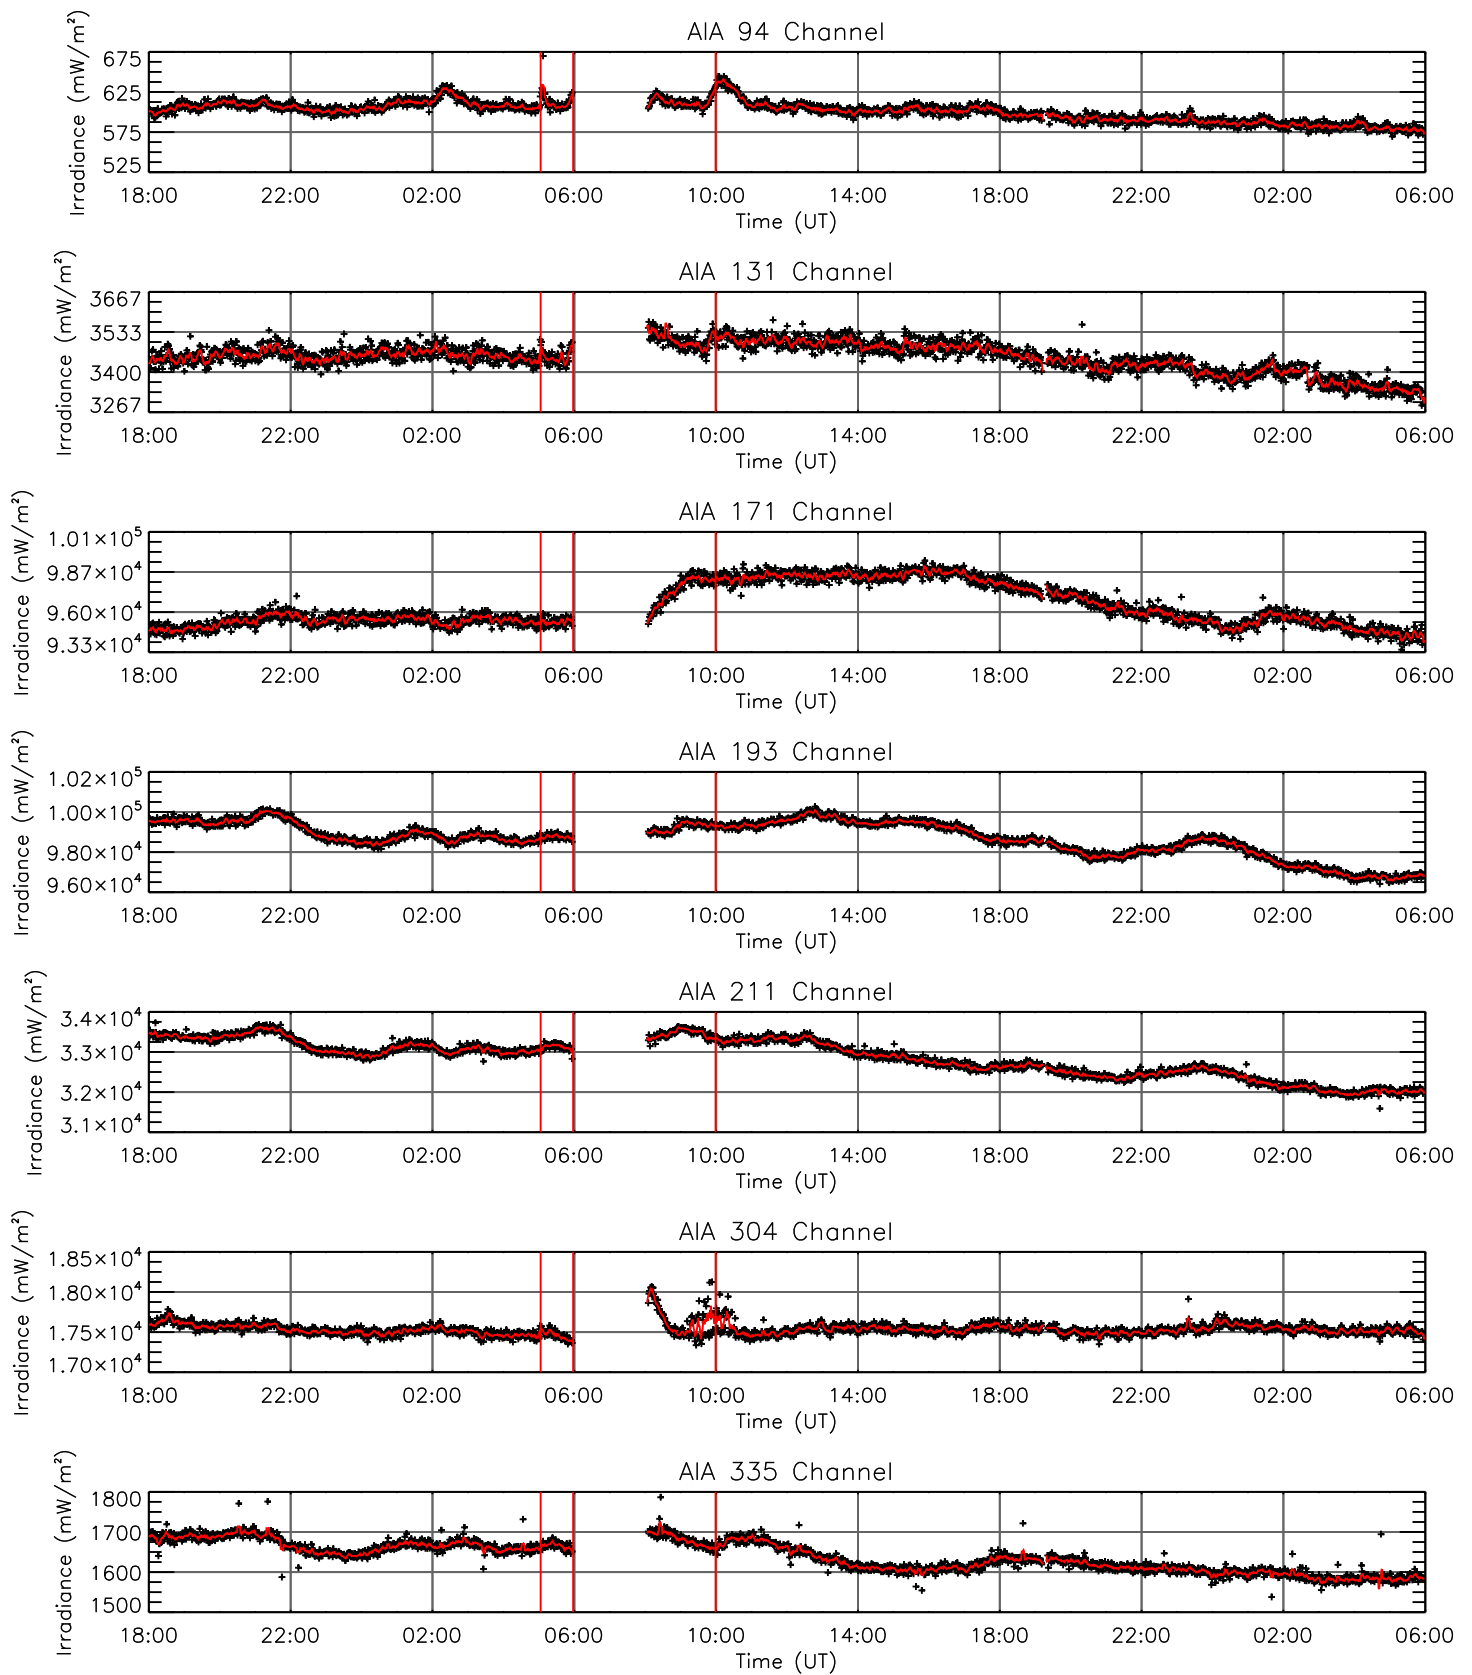 AIA 94 Channel
Irradiance (mW/m²)
675
625
575
525
18:00 22:00 02:00 06:00 10:00 14:00 18:00 22:00 02:00 06:00
Time (UT)
AIA 131 Channel
Irradiance (mW/m²)
3667
3533
3400
3267
18:00 22:00 02:00 06:00 10:00 14:00 18:00 22:00 02:00 06:00
Time (UT)
AIA 171 Channel
Irradiance (mW/m²)
1.01×10⁵
9.87×10⁴
9.60×10⁴
9.33×10⁴
18:00 22:00 02:00 06:00 10:00 14:00 18:00 22:00 02:00 06:00
Time (UT)
AIA 193 Channel
Irradiance (mW/m²)
1.02×10⁵
1.00×10⁵
9.80×10⁴
9.60×10⁴
18:00 22:00 02:00 06:00 10:00 14:00 18:00 22:00 02:00 06:00
Time (UT)
AIA 211 Channel
Irradiance (mW/m²)
3.4×10⁴
3.3×10⁴
3.2×10⁴
3.1×10⁴
18:00 22:00 02:00 06:00 10:00 14:00 18:00 22:00 02:00 06:00
Time (UT)
AIA 304 Channel
Irradiance (mW/m²)
1.85×10⁴
1.80×10⁴
1.75×10⁴
1.70×10⁴
18:00 22:00 02:00 06:00 10:00 14:00 18:00 22:00 02:00 06:00
Time (UT)
AIA 335 Channel
Irradiance (mW/m²)
1800
1700
1600
1500
18:00 22:00 02:00 06:00 10:00 14:00 18:00 22:00 02:00 06:00
Time (UT)